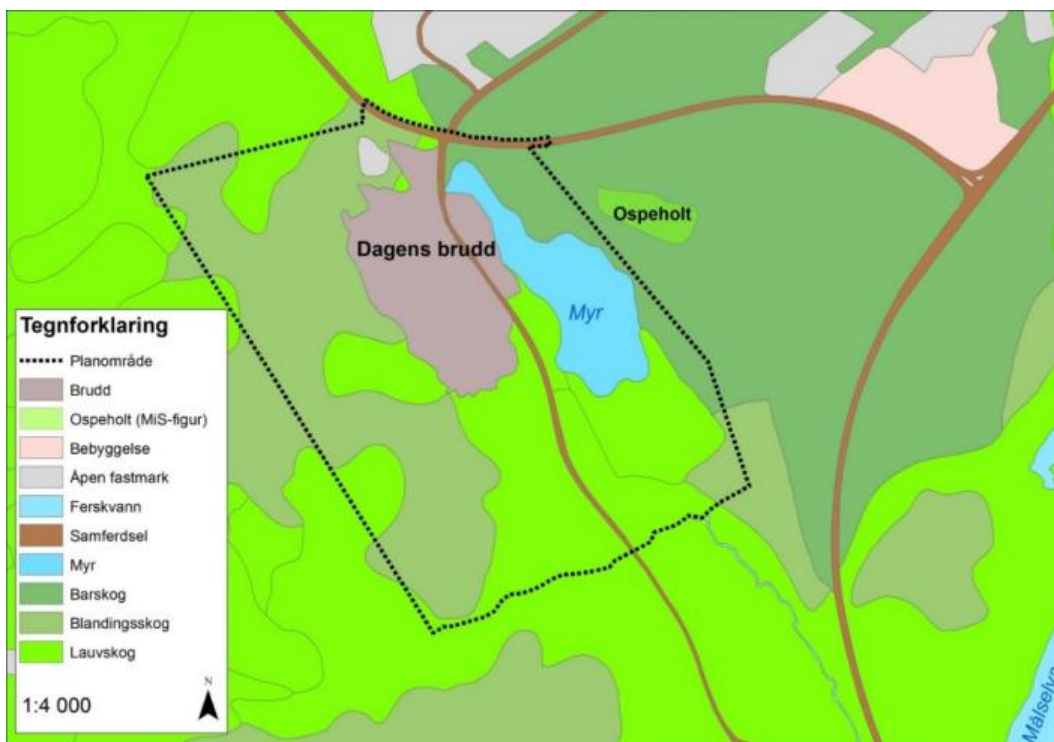 Ospeholt
Dagens brudd
Myr
Tegnforklaring
Planområde
Brudd
Ospeholt (MiS-figur)
Bebyggelse
Åpen fastmark
Ferskvann
Samferdsel
Myr
Barskog
Blandingsskog
Lauvskog
N
1:4 000
Målselva